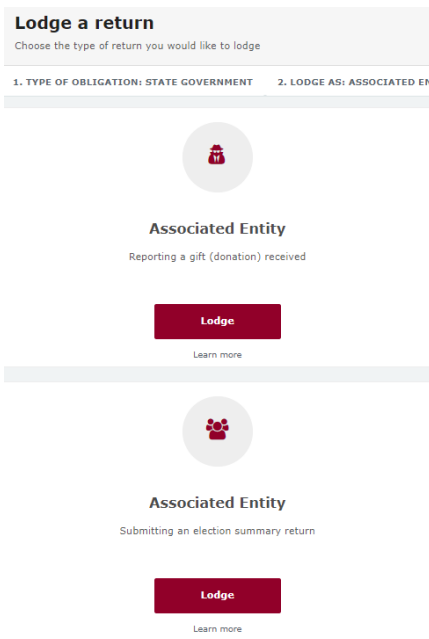 Lodge a return
Choose the type of return you would like to lodge
1. TYPE OF OBLIGATION: STATE GOVERNMENT 2. LODGE AS: ASSOCIATED EN
Associated Entity
Reporting a gift (donation) received
Lodge
Learn more
Associated Entity
Submitting an election summary return
Lodge
Learn more